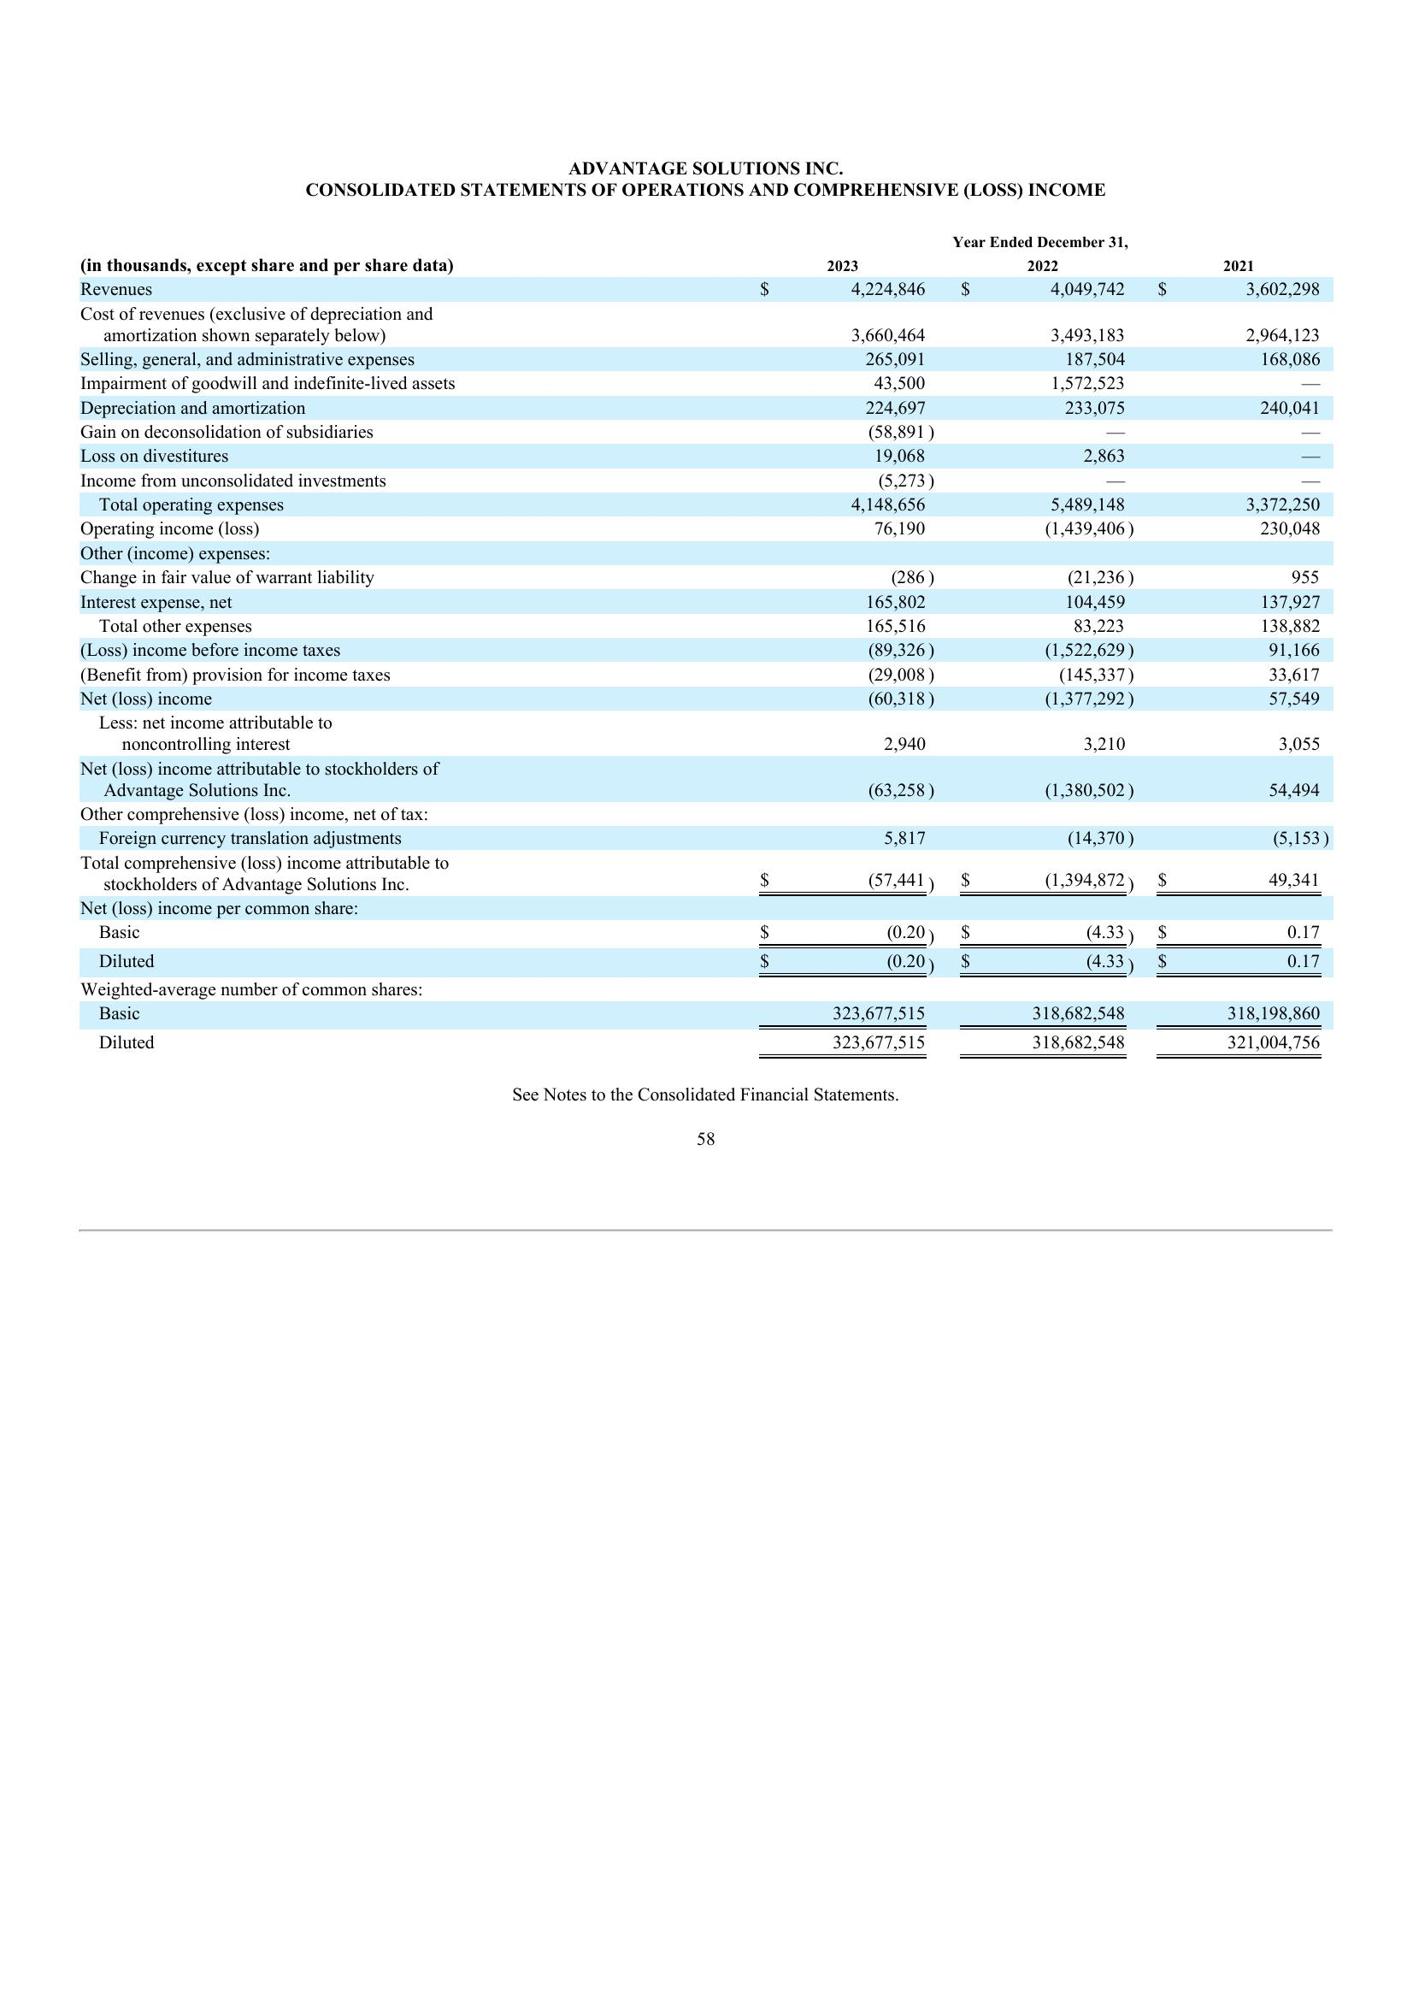 ADVANTAGE SOLUTIONS INC.
CONSOLIDATED STATEMENTS OF OPERATIONS AND COMPREHENSIVE (LOSS) INCOME
Year Ended December 31,
(in thousands, except share and per share data) 2023 2022 2021
Revenues $ 4,224,846 $ 4,049,742 $ 3,602,298
Cost of revenues (exclusive of depreciation and
amortization shown separately below) 3,660,464 3,493,183 2,964,123
Selling, general, and administrative expenses 265,091 187,504 168,086
Impairment of goodwill and indefinite-lived assets 43,500 1,572,523 —
Depreciation and amortization 224,697 233,075 240,041
Gain on deconsolidation of subsidiaries (58,891 ) — —
Loss on divestitures 19,068 2,863 —
Income from unconsolidated investments (5,273 ) — —
Total operating expenses 4,148,656 5,489,148 3,372,250
Operating income (loss) 76,190 (1,439,406 ) 230,048
Other (income) expenses:
Change in fair value of warrant liability (286 ) (21,236 ) 955
Interest expense, net 165,802 104,459 137,927
Total other expenses 165,516 83,223 138,882
(Loss) income before income taxes (89,326 ) (1,522,629 ) 91,166
(Benefit from) provision for income taxes (29,008 ) (145,337 ) 33,617
Net (loss) income (60,318 ) (1,377,292 ) 57,549
Less: net income attributable to
noncontrolling interest 2,940 3,210 3,055
Net (loss) income attributable to stockholders of
Advantage Solutions Inc. (63,258 ) (1,380,502 ) 54,494
Other comprehensive (loss) income, net of tax:
Foreign currency translation adjustments 5,817 (14,370 ) (5,153 )
Total comprehensive (loss) income attributable to
stockholders of Advantage Solutions Inc. $ (57,441 ) $ (1,394,872 ) $ 49,341
Net (loss) income per common share:
Basic $ (0.20 ) $ (4.33 ) $ 0.17
Diluted $ (0.20 ) $ (4.33 ) $ 0.17
Weighted-average number of common shares:
Basic 323,677,515 318,682,548 318,198,860
Diluted 323,677,515 318,682,548 321,004,756
See Notes to the Consolidated Financial Statements.
58